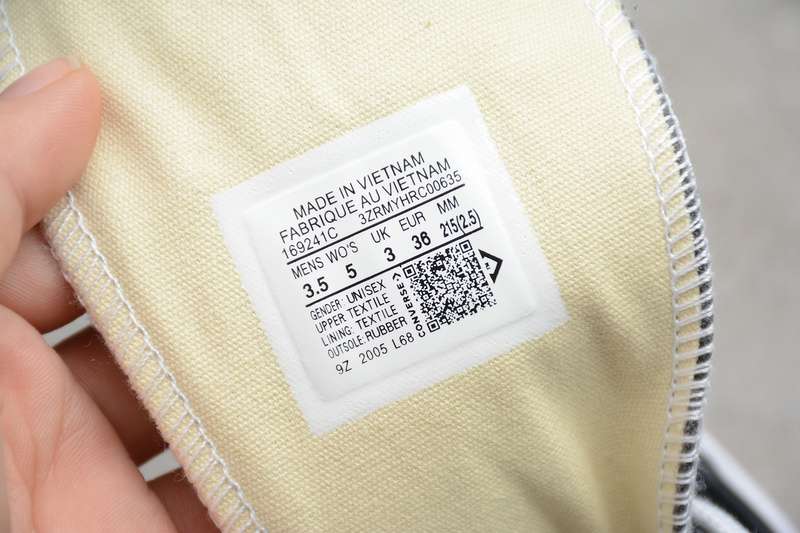 MADE IN VIETNAM
FABRIQUE AU VIETNAM
169241C 3ZRMYHRC00635
MENS WO'S UK EUR MM
3.5 5 3 36 215(2.5)
GENDER: UNISEX
UPPER: TEXTILE
LINING: TEXTILE
OUTSOLE:RUBBER
9Z 2005 L68
CONVERSE